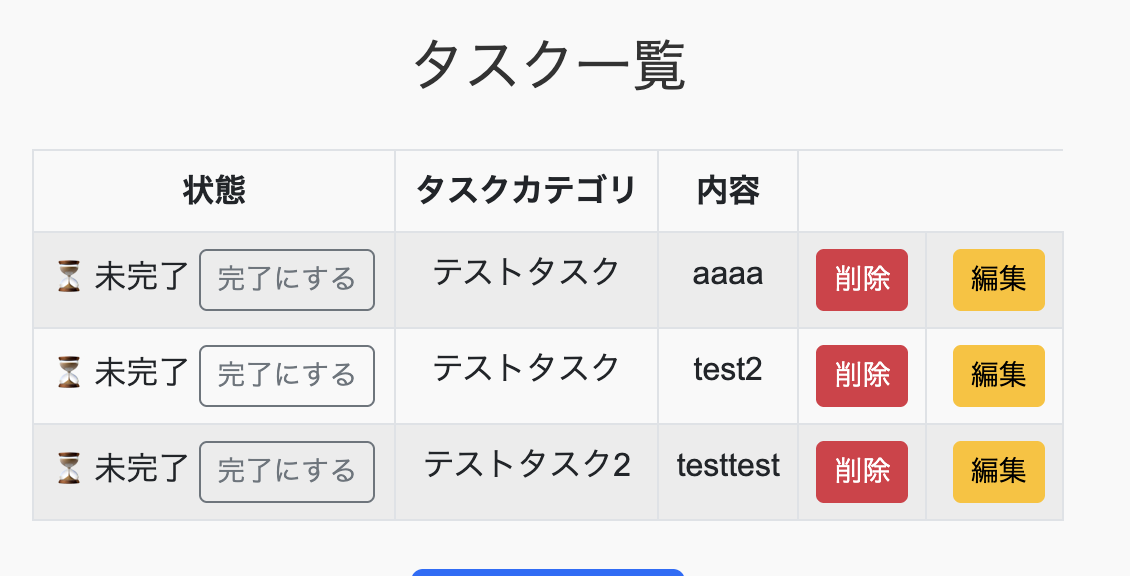 タスク一覧
状態 タスクカテゴリ 内容
⏳ 未完了 完了にする テストタスク aaaa 削除 編集
⏳ 未完了 完了にする テストタスク test2 削除 編集
⏳ 未完了 完了にする テストタスク2 testtest 削除 編集